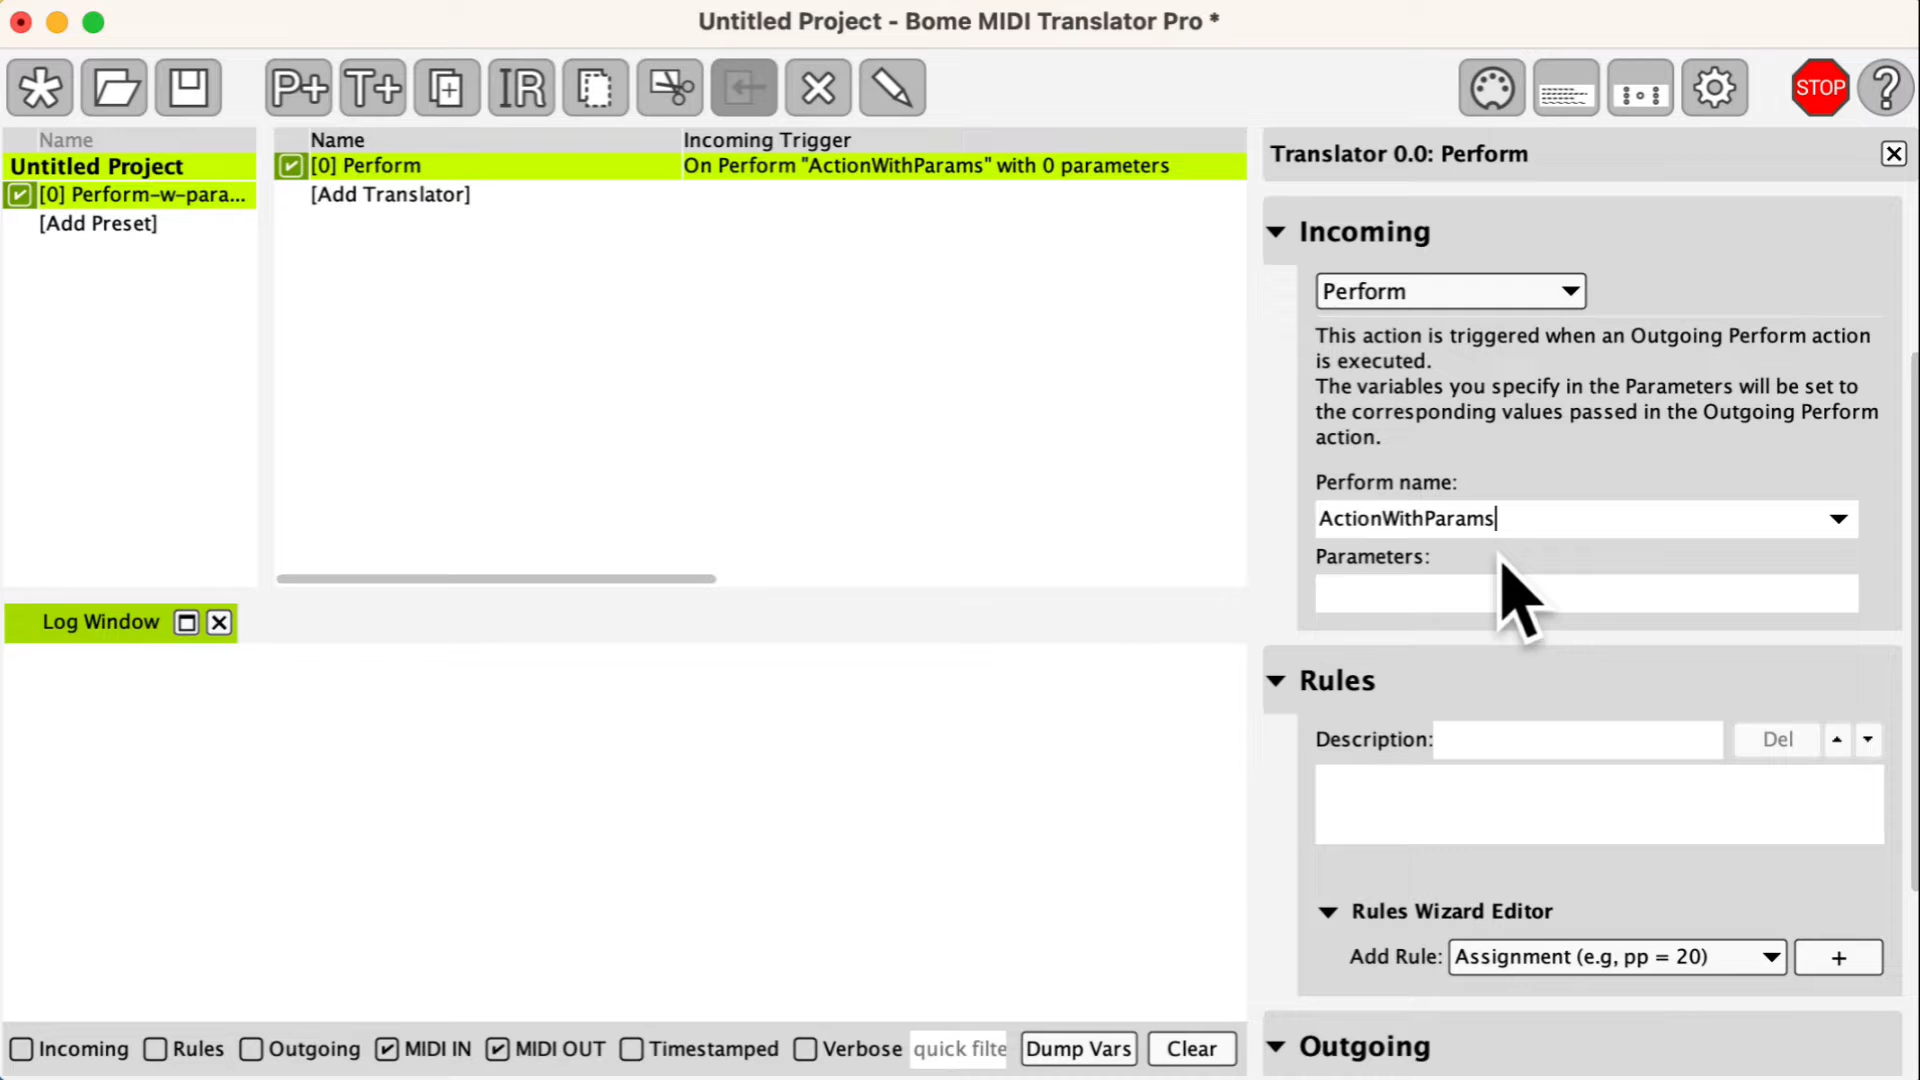 Untitled Project - Bome MIDI Translator Pro *
P+ T+ IR STOP ?
Name
Untitled Project
[0] Perform-w-para...
[Add Preset]
Name Incoming Trigger
[0] Perform On Perform "ActionWithParams" with 0 parameters
[Add Translator]
Translator 0.0: Perform
Incoming
Perform
This action is triggered when an Outgoing Perform action
is executed.
The variables you specify in the Parameters will be set to
the corresponding values passed in the Outgoing Perform
action.
Perform name:
ActionWithParams
Parameters:
Rules
Description: Del
Rules Wizard Editor
Add Rule: Assignment (e.g, pp = 20) +
Outgoing
Log Window
Incoming Rules Outgoing MIDI IN MIDI OUT Timestamped Verbose quick filte Dump Vars Clear